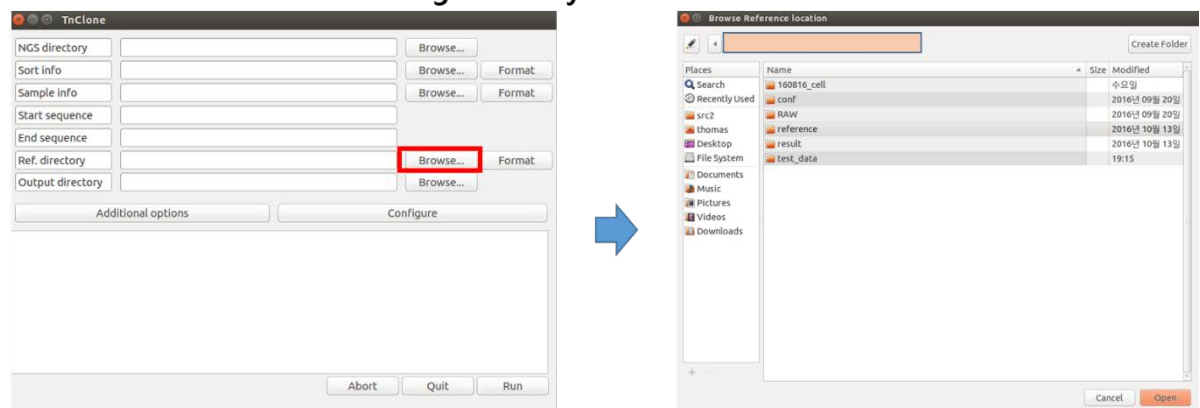 TnClone
NGS directory Browse...
Sort info Browse... Format
Sample info Browse... Format
Start sequence
End sequence
Ref. directory Browse... Format
Output directory Browse...
Additional options Configure
Abort Quit Run
Browse Reference location
Create Folder
Places Name Size Modified
Search 160816_cell 수요일
Recently Used conf 2016년 09월 20일
src2 RAW 2016년 09월 20일
thomas reference 2016년 10월 13일
Desktop result 2016년 10월 13일
File System test_data 19:15
Documents
Music
Pictures
Videos
Downloads
Cancel Open